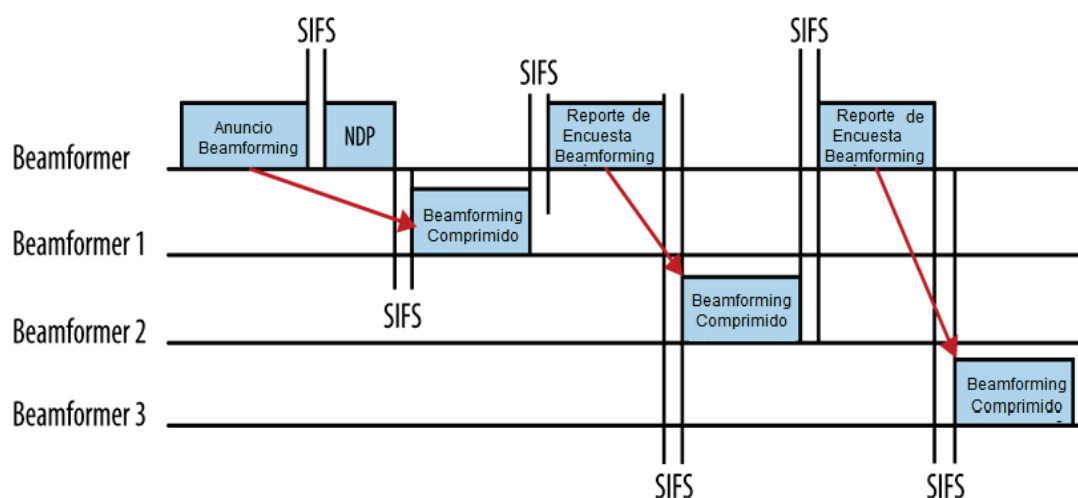 SIFS
SIFS
SIFS
Anuncio
Beamforming
NDP
Reporte de
Encuesta
Beamforming
Reporte de
Encuesta
Beamforming
Beamformer
Beamforming
Comprimido
Beamformer 1
SIFS
Beamforming
Comprimido
Beamformer 2
Beamforming
Comprimido
Beamformer 3
SIFS
SIFS